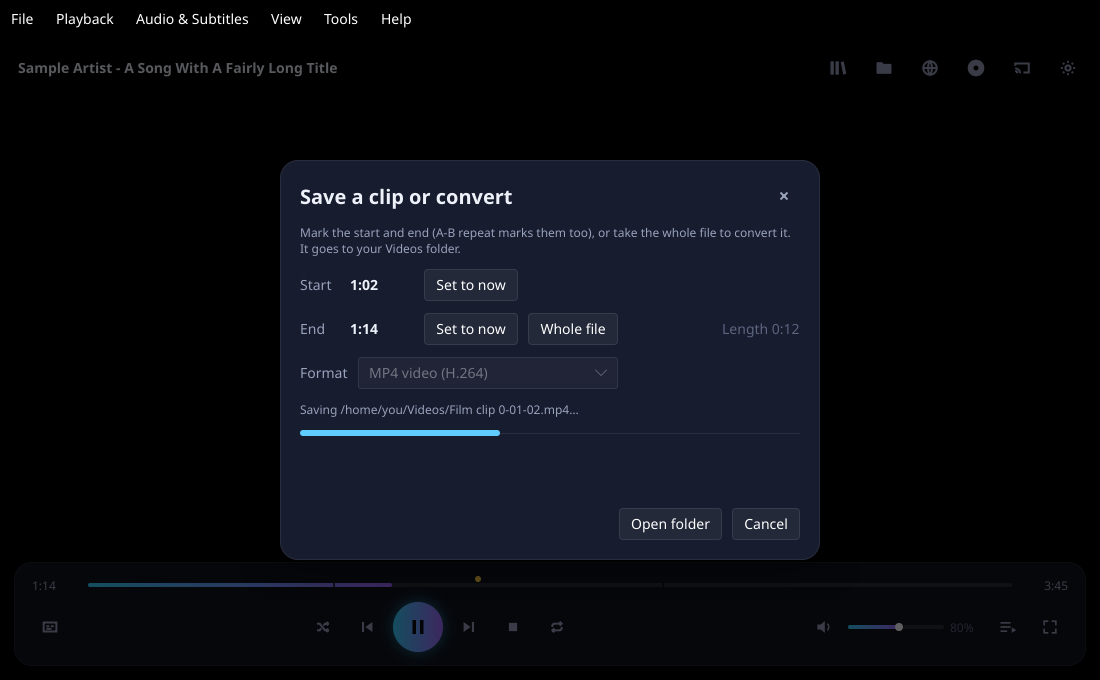 File Playback Audio & Subtitles View Tools Help
Sample Artist - A Song With A Fairly Long Title
Save a clip or convert
Mark the start and end (A-B repeat marks them too), or take the whole file to convert it.
It goes to your Videos folder.
Start 1:02 Set to now
End 1:14 Set to now Whole file Length 0:12
Format MP4 video (H.264)
Saving /home/you/Videos/Film clip 0-01-02.mp4...
Open folder Cancel
1:14 3:45
80%